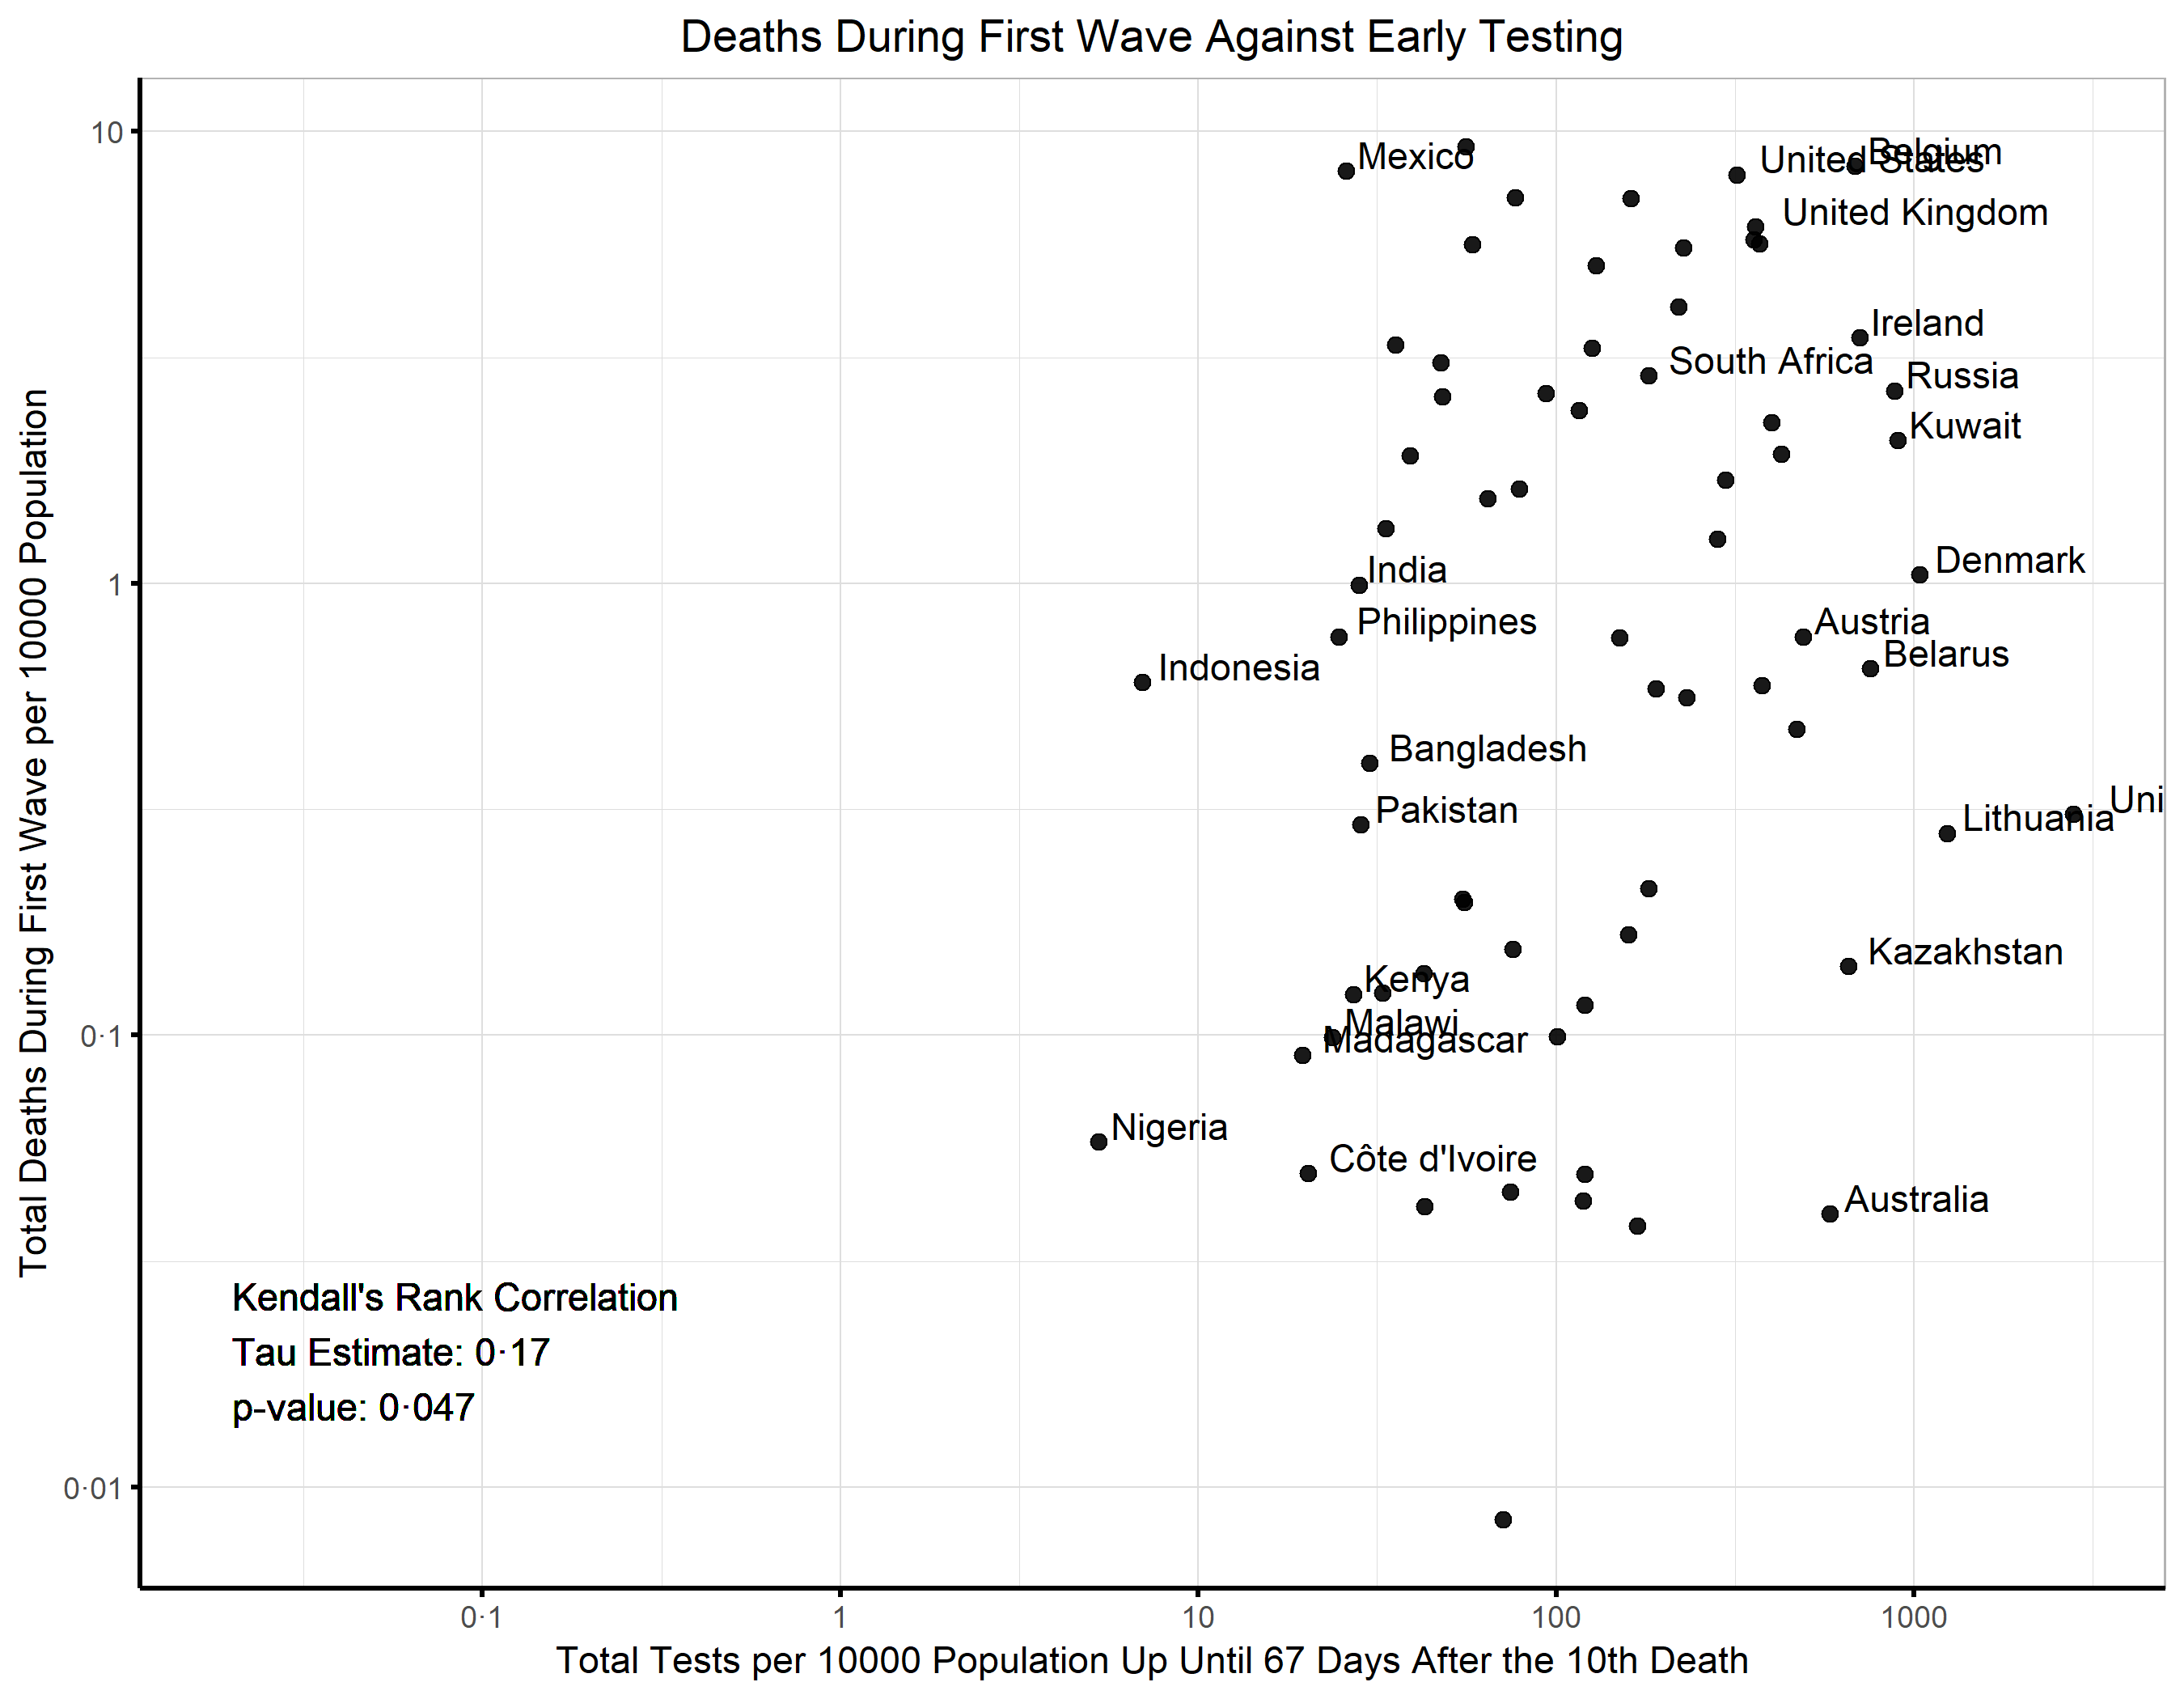 Deaths During First Wave Against Early Testing
Total Deaths During First Wave per 10000 Population
10
1
0·1
0·01
Mexico
United States
Belgium
United Kingdom
Ireland
South Africa
Russia
Kuwait
India
Denmark
Philippines
Austria
Indonesia
Belarus
Bangladesh
Pakistan
Uni
Lithuania
Kazakhstan
Kenya
Malawi
Madagascar
Nigeria
Côte d'Ivoire
Australia
Kendall's Rank Correlation
Tau Estimate: 0·17
p-value: 0·047
0·1
1
10
100
1000
Total Tests per 10000 Population Up Until 67 Days After the 10th Death